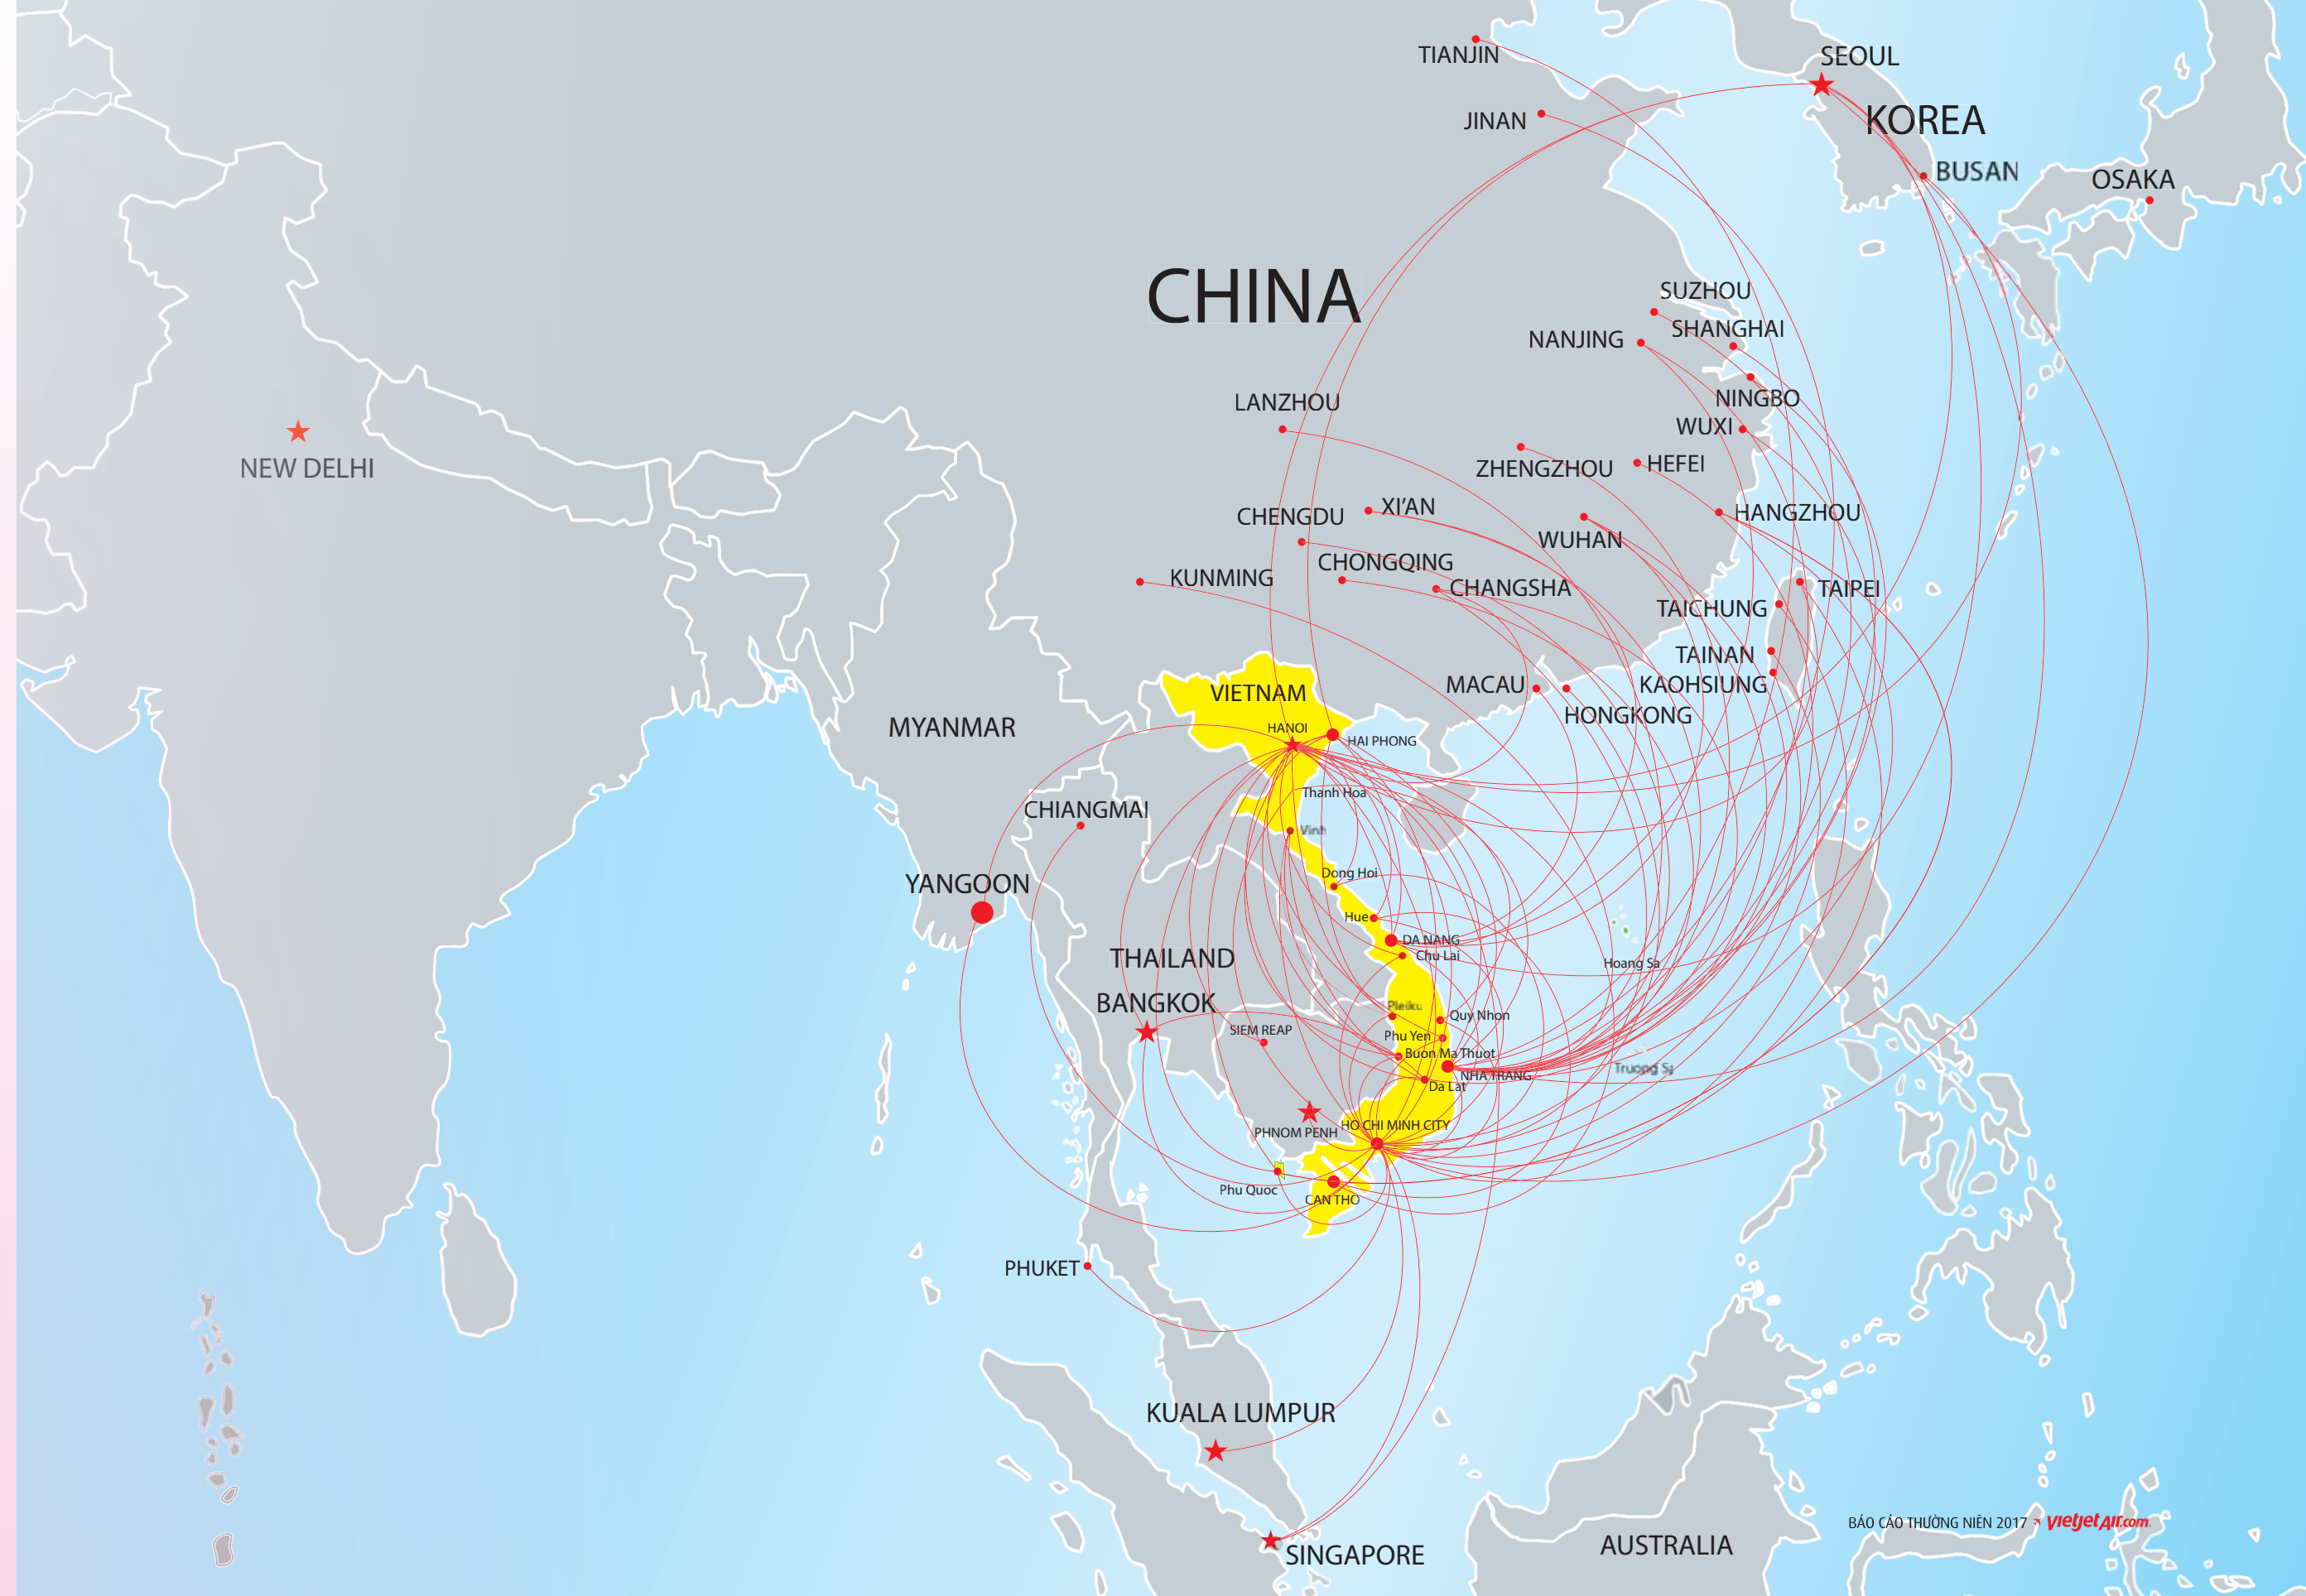 TIANJIN
SEOUL
JINAN
KOREA
BUSAN
OSAKA
CHINA
SUZHOU
SHANGHAI
NANJING
NINGBO
LANZHOU
WUXI
ZHENGZHOU
HEFEI
NEW DELHI
XI’AN
CHENGDU
HANGZHOU
WUHAN
CHONGQING
KUNMING
CHANGSHA
TAIPEI
TAICHUNG
TAINAN
MACAU
KAOHSIUNG
HONGKONG
VIETNAM
MYANMAR
HANOI
HAI PHONG
Thanh Hoa
CHIANGMAI
Vinh
Dong Hoi
YANGOON
Hue
DA NANG
Chu Lai
Hoang Sa
THAILAND
BANGKOK
Pleiku
Quy Nhon
SIEM REAP
Phu Yen
Buon Ma Thuot
Truong Sa
NHA TRANG
Da Lat
HO CHI MINH CITY
PHNOM PENH
Phu Quoc
CAN THO
PHUKET
KUALA LUMPUR
SINGAPORE
AUSTRALIA
BÁO CÁO THƯỜNG NIÊN 2017 vietjetAir.com